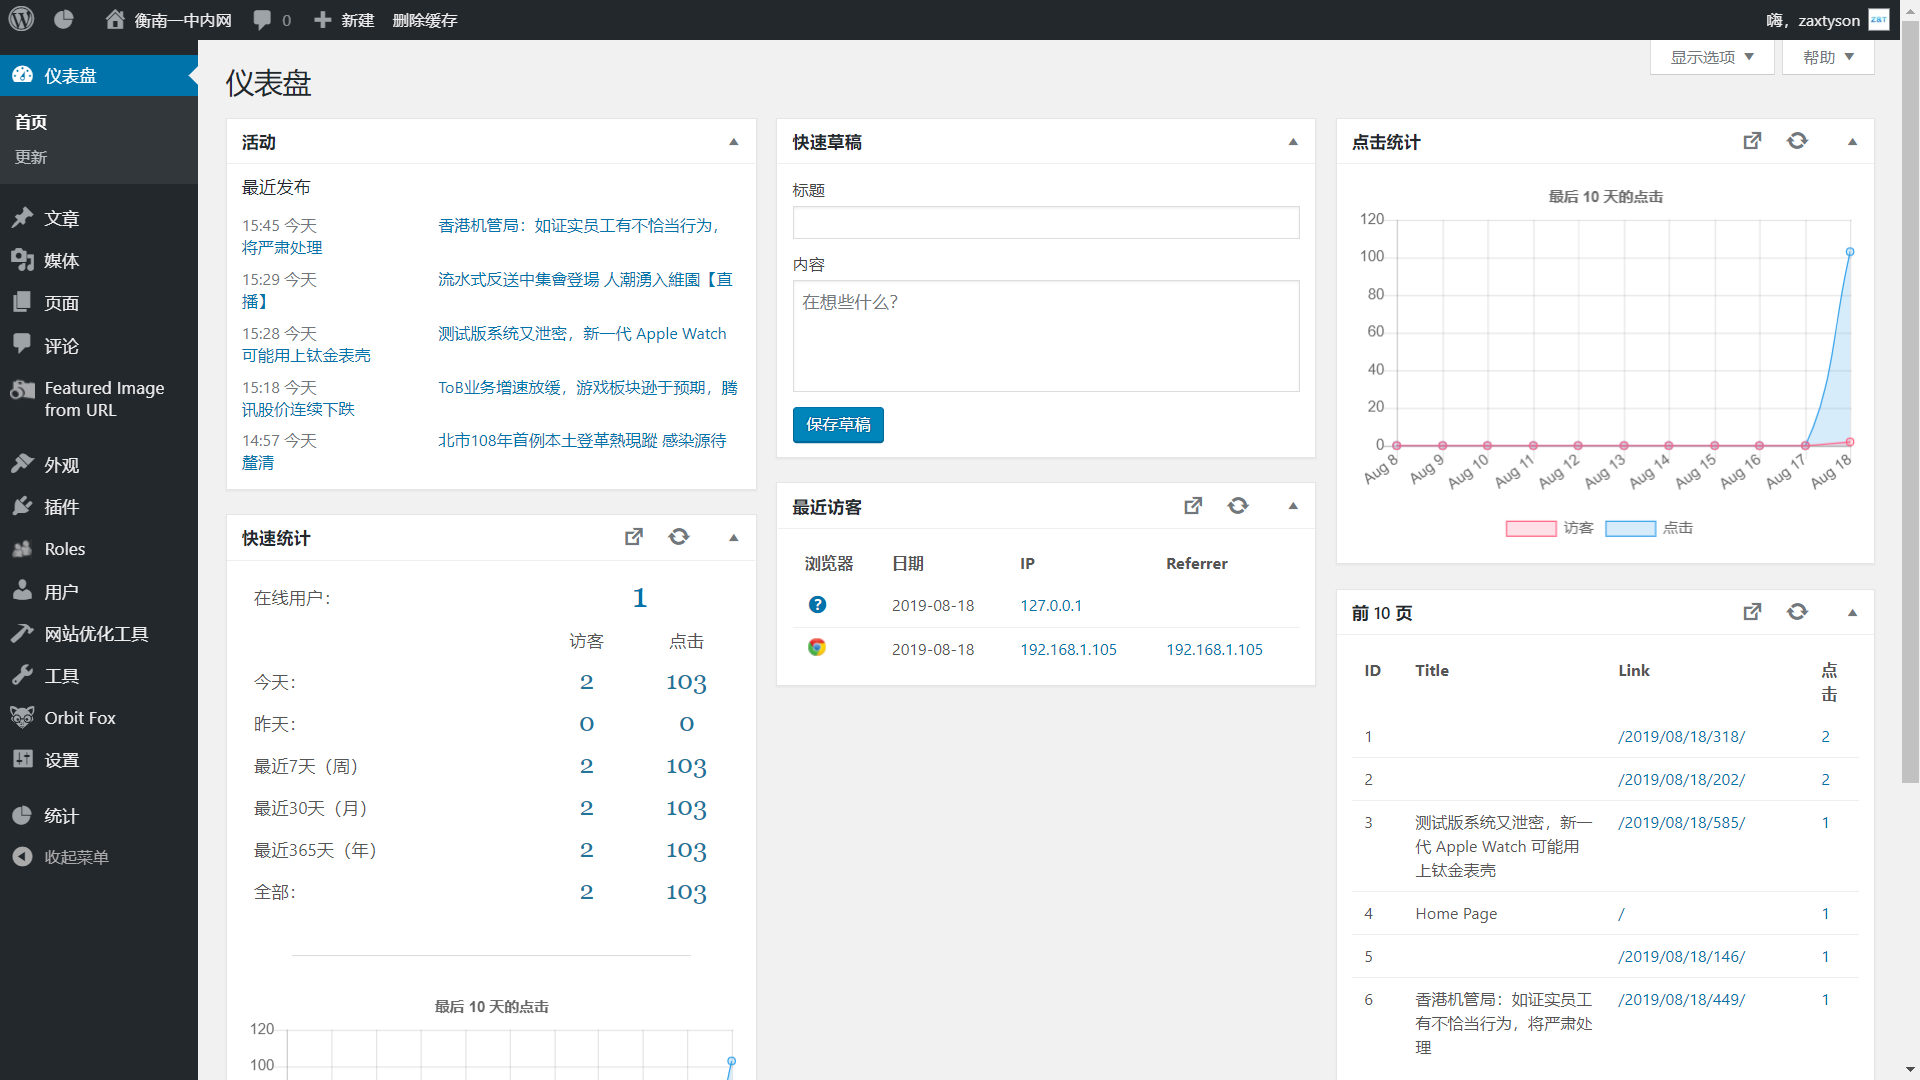 衡南一中内网
0
新建
删除缓存
嗨，zaxtyson
仪表盘
首页
更新
文章
媒体
页面
评论
Featured Image
from URL
外观
插件
Roles
用户
网站优化工具
工具
Orbit Fox
设置
统计
收起菜单
仪表盘
显示选项
帮助
活动
最近发布
15:45 今天 香港机管局：如证实员工有不恰当行为，
将严肃处理
15:29 今天 流水式反送中集會登場 人潮湧入維園【直
播】
15:28 今天 测试版系统又泄密，新一代 Apple Watch
可能用上钛金表壳
15:18 今天 ToB业务增速放缓，游戏板块逊于预期，腾
讯股价连续下跌
14:57 今天 北市108年首例本土登革熱現蹤 感染源待
釐清
快速统计
在线用户： 1
访客 点击
今天： 2 103
昨天： 0 0
最近7天（周） 2 103
最近30天（月） 2 103
最近365天（年） 2 103
全部： 2 103
最后 10 天的点击
120
100
快速草稿
标题
内容
在想些什么？
保存草稿
最近访客
浏览器 日期 IP Referrer
2019-08-18 127.0.0.1
2019-08-18 192.168.1.105 192.168.1.105
点击统计
最后 10 天的点击
120
100
80
60
40
20
0
Aug 8 Aug 9 Aug 10 Aug 11 Aug 12 Aug 13 Aug 14 Aug 15 Aug 16 Aug 17 Aug 18
访客 点击
前 10 页
ID Title Link 点
击
1 /2019/08/18/318/ 2
2 /2019/08/18/202/ 2
3 测试版系统又泄密，新一 /2019/08/18/585/ 1
代 Apple Watch 可能用
上钛金表壳
4 Home Page / 1
5 /2019/08/18/146/ 1
6 香港机管局：如证实员工 /2019/08/18/449/ 1
有不恰当行为，将严肃处
理